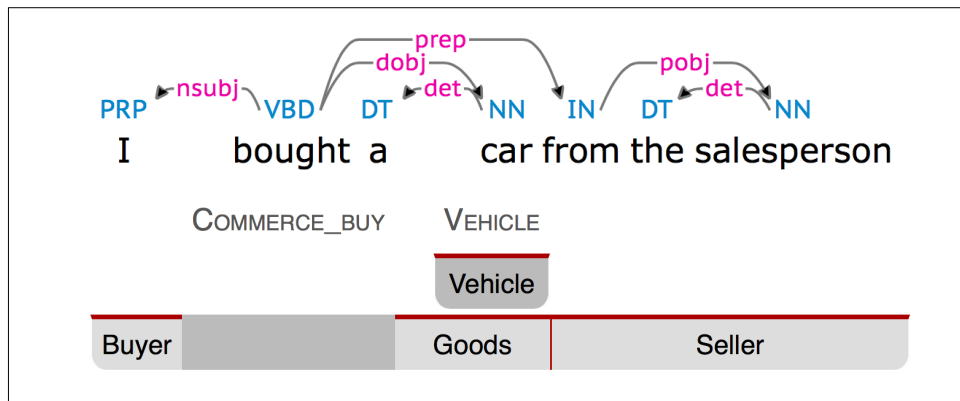 prep
dobj pobj
nsubj det det
PRP VBD DT NN IN DT NN
I bought a car from the salesperson
COMMERCE_BUY VEHICLE
Vehicle
Buyer Goods Seller